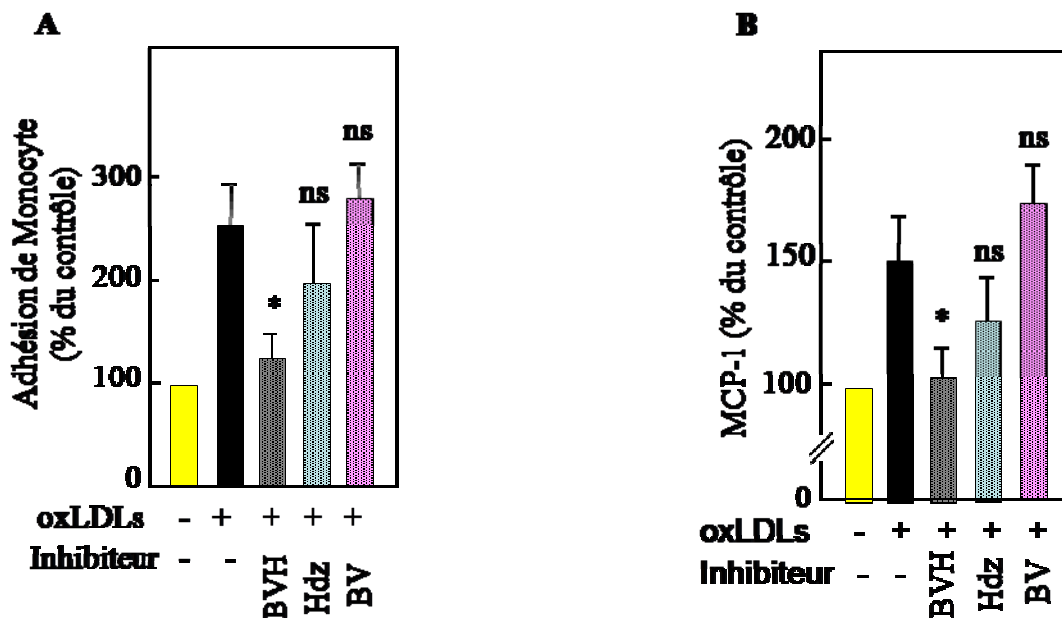 A
Adhésion de Monocyte
(% du contrôle)
300
200
100
0
*
ns
ns
oxLDLs - + + + +
Inhibiteur - - BVH Hdz BV
B
MCP-1 (% du contrôle)
200
150
100
0
*
ns
ns
oxLDLs - + + + +
Inhibiteur - - BVH Hdz BV